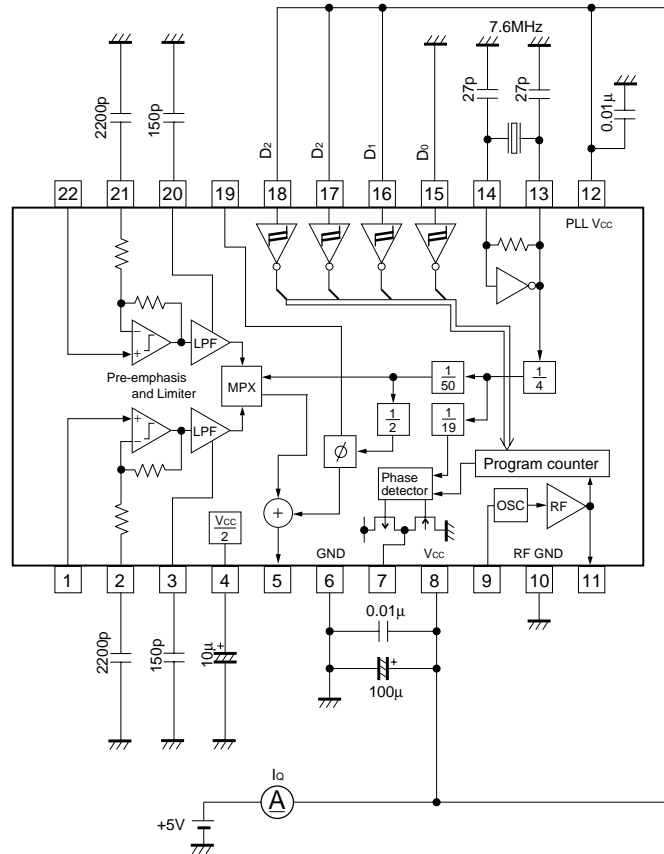 7.6MHz
2200p
150p
27p
27p
0.01μ
D2
D2
D1
D0
22
21
20
19
18
17
16
15
14
13
12
PLL Vcc
LPF
Pre-emphasis
and Limiter
MPX
1/50
1/4
1/2
1/19
LPF
ϕ
Phase
detector
Program counter
Vcc/2
+
OSC
RF
GND
Vcc
RF GND
1
2
3
4
5
6
7
8
9
10
11
2200p
150p
10μ
+
0.01μ
+
100μ
IQ
A
+5V